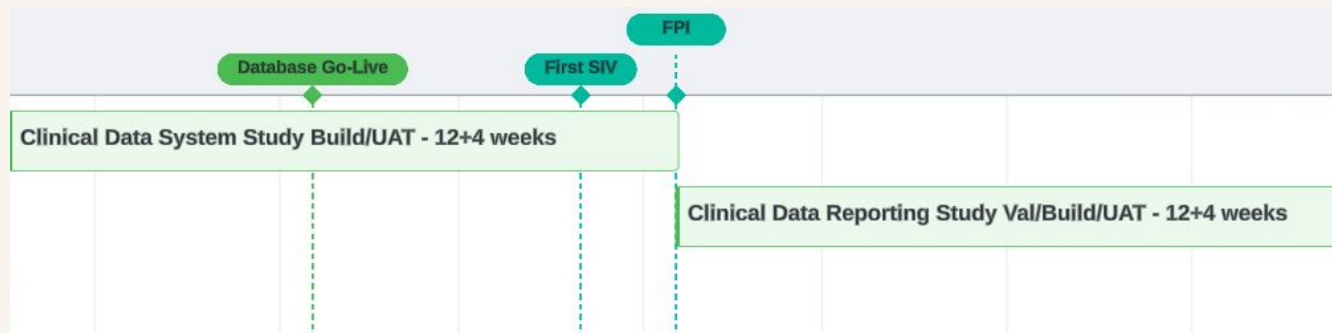 FPI
Database Go-Live
First SIV
Clinical Data System Study Build/UAT - 12+4 weeks
Clinical Data Reporting Study Val/Build/UAT - 12+4 weeks